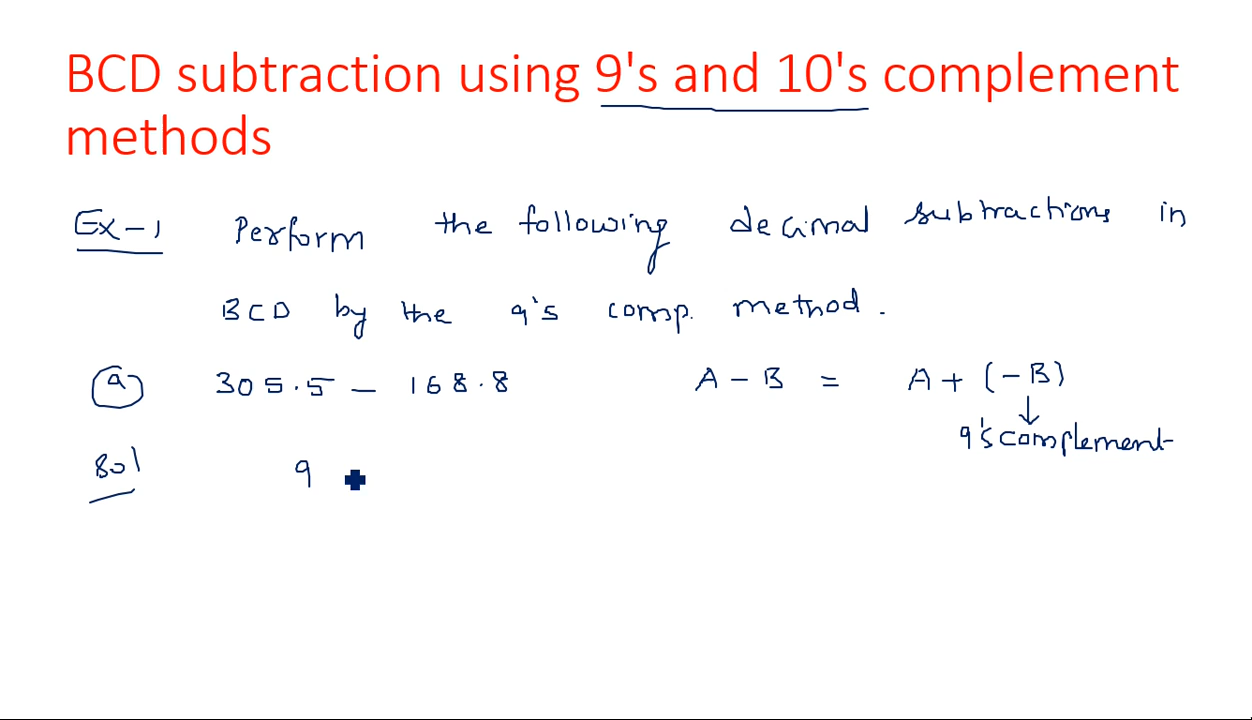 BCD subtraction using 9's and 10's complement
methods
Ex-1 Perform the following decimal subtractions in
BCD by the 9's comp. method.
(a) 305.5 – 168.8 A – B = A + (–B)
↓
9's complement
Sol 9